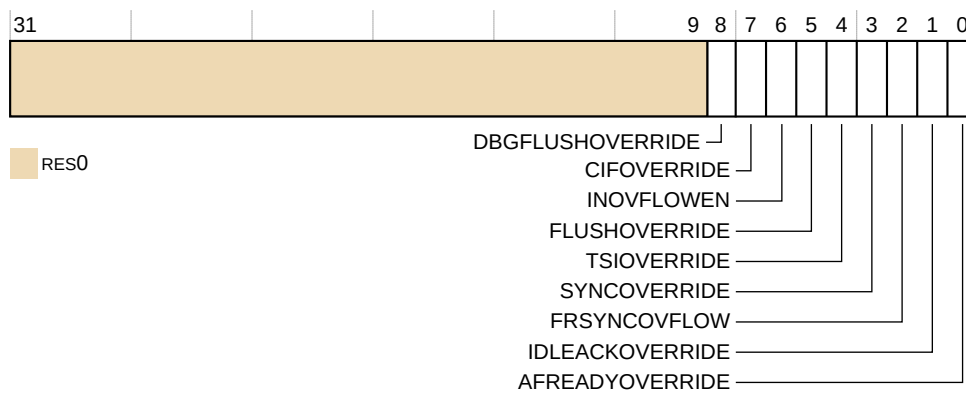 31 9 8 7 6 5 4 3 2 1 0
DBGFLUSHOVERRIDE
RES0
CIFOVERRIDE
INOVFLOWEN
FLUSHOVERRIDE
TSIOVERRIDE
SYNCOVERRIDE
FRSYNCOVFLOW
IDLEACKOVERRIDE
AFREADYOVERRIDE